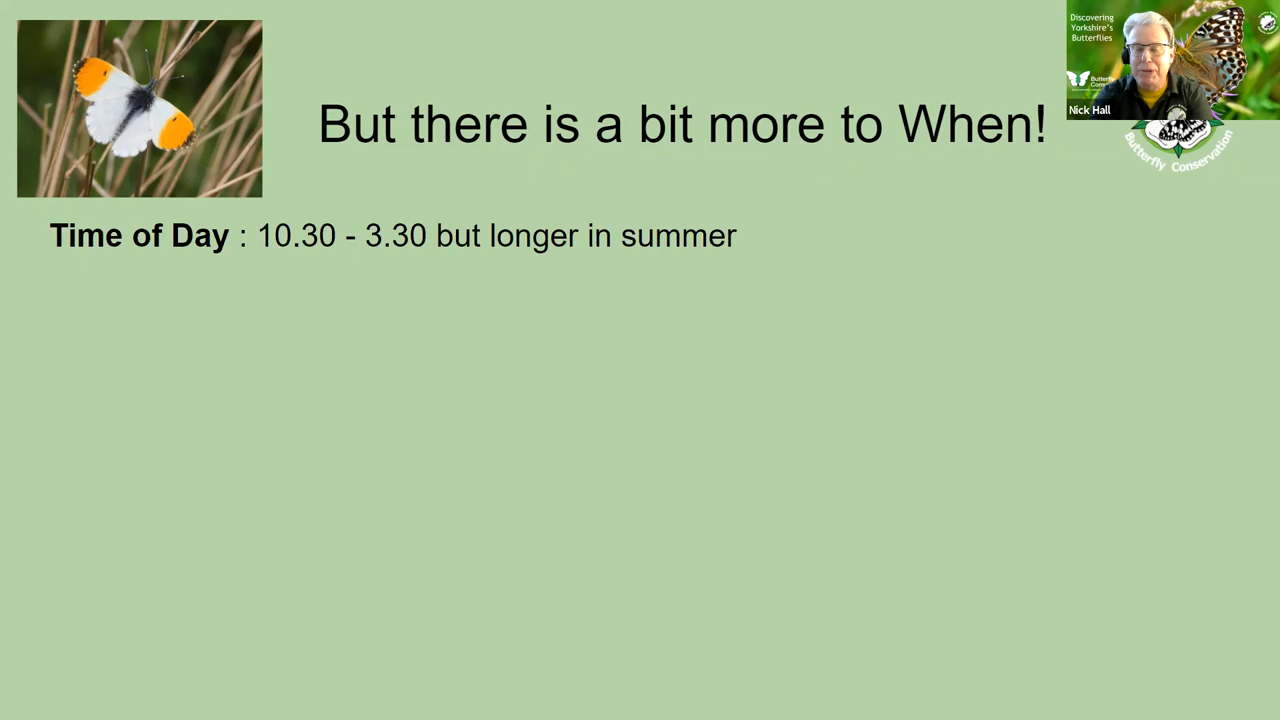 Discovering
Yorkshire's
Butterflies
Butterfly
Nick Hall
But there is a bit more to When!
Butterfly Conservation
Time of Day : 10.30 - 3.30 but longer in summer